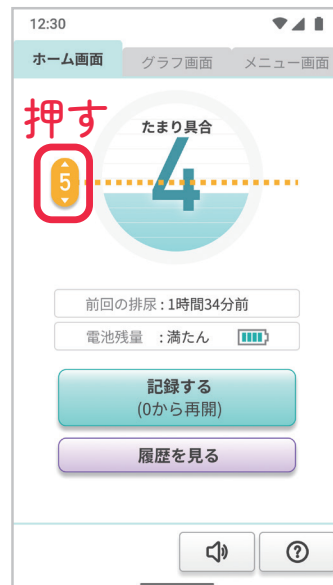 12:30
ホーム画面 グラフ画面 メニュー画面
押す
たまり具合
5
4
前回の排尿:1時間34分前
電池残量 :満たん
記録する
(0から再開)
履歴を見る
?